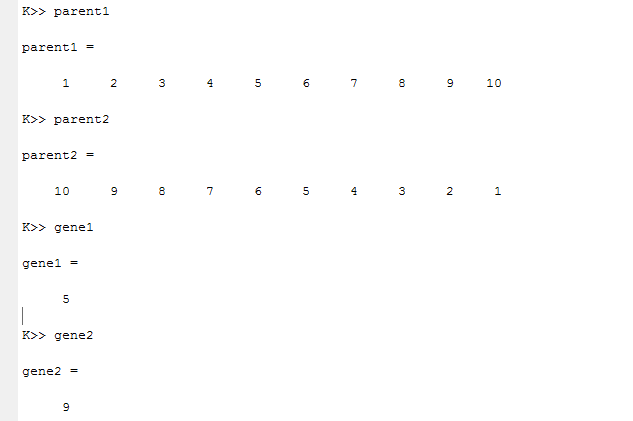 K>> parent1
parent1 =
1 2 3 4 5 6 7 8 9 10
K>> parent2
parent2 =
10 9 8 7 6 5 4 3 2 1
K>> gene1
gene1 =
5
K>> gene2
gene2 =
9